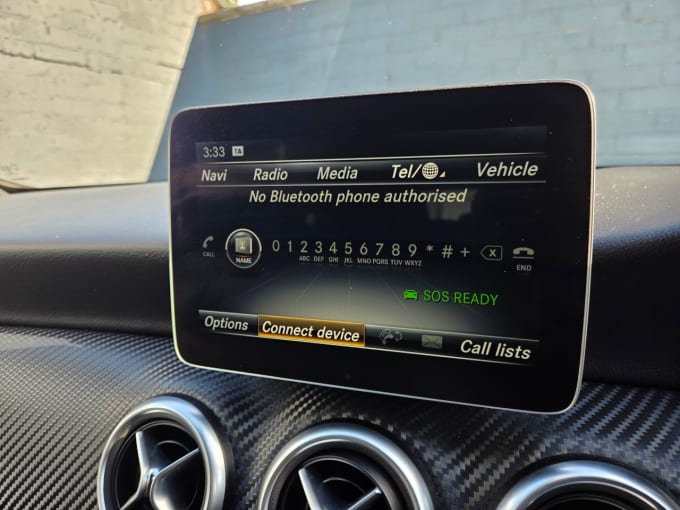 3:33 TA
Navi Radio Media Tel/ Vehicle
No Bluetooth phone authorised
0 1 2 3 4 5 6 7 8 9 * # +
CALL NAME ABC DEF GHI JKL MNO PQRS TUV WXYZ END
SOS READY
Options Connect device Call lists